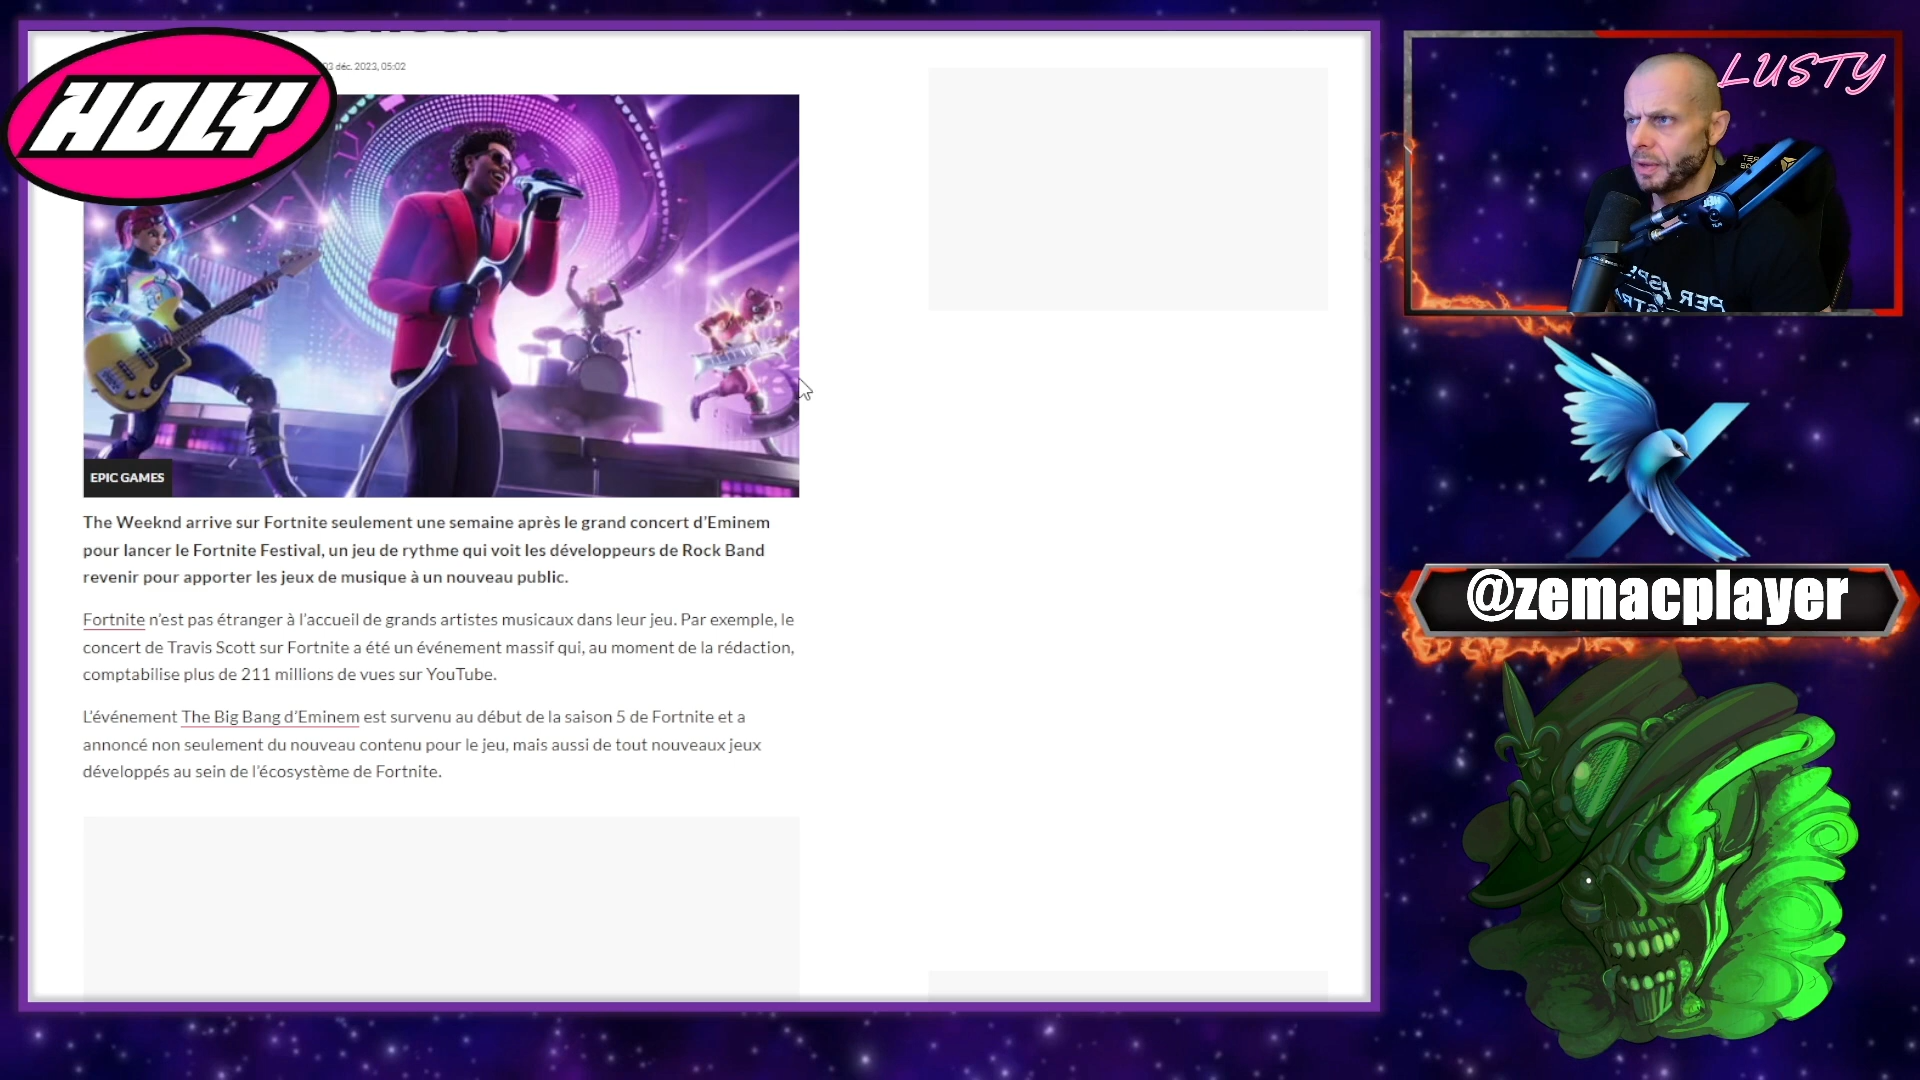 03 déc. 2023, 05:02
HOLY
LUSTY
EPIC GAMES
The Weeknd arrive sur Fortnite seulement une semaine après le grand concert d’Eminem
pour lancer le Fortnite Festival, un jeu de rythme qui voit les développeurs de Rock Band
revenir pour apporter les jeux de musique à un nouveau public.
Fortnite n’est pas étranger à l’accueil de grands artistes musicaux dans leur jeu. Par exemple, le
concert de Travis Scott sur Fortnite a été un événement massif qui, au moment de la rédaction,
comptabilise plus de 211 millions de vues sur YouTube.
L’événement The Big Bang d’Eminem est survenu au début de la saison 5 de Fortnite et a
annoncé non seulement du nouveau contenu pour le jeu, mais aussi de tout nouveaux jeux
développés au sein de l’écosystème de Fortnite.
@zemacplayer